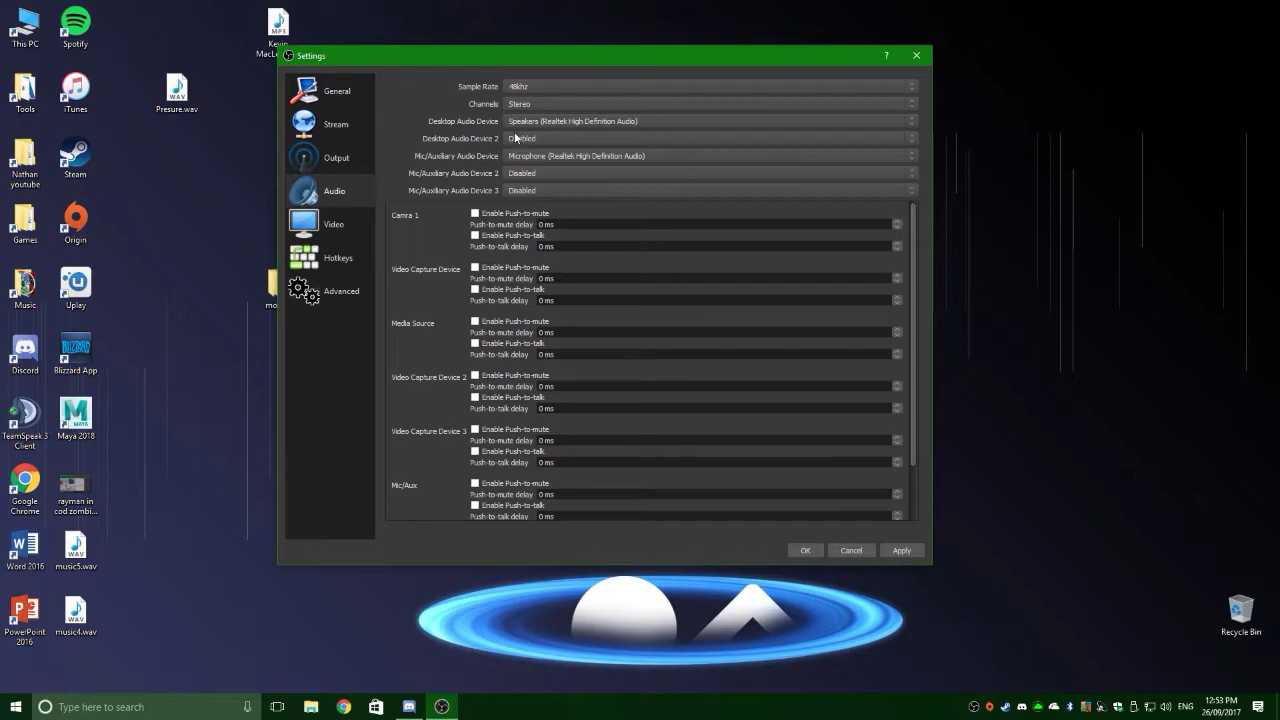 This PC
Spotify
Kevin
MacLe
Tools
iTunes
Presure.wav
Nathan
youtube
Steam
Games
Origin
Music
Uplay
Discord
Blizzard App
TeamSpeak 3
Client
Maya 2018
Google
Chrome
rayman in
cod zombi...
Word 2016
music5.wav
PowerPoint
2016
music4.wav
Recycle Bin
Settings
?
General
Stream
Output
Audio
Video
Hotkeys
Advanced
Sample Rate 48khz
Channels Stereo
Desktop Audio Device Speakers (Realtek High Definition Audio)
Desktop Audio Device 2 Disabled
Mic/Auxiliary Audio Device Microphone (Realtek High Definition Audio)
Mic/Auxiliary Audio Device 2 Disabled
Mic/Auxiliary Audio Device 3 Disabled
Camra 1
Enable Push-to-mute
Push-to-mute delay 0 ms
Enable Push-to-talk
Push-to-talk delay 0 ms
Video Capture Device
Enable Push-to-mute
Push-to-mute delay 0 ms
Enable Push-to-talk
Push-to-talk delay 0 ms
Media Source
Enable Push-to-mute
Push-to-mute delay 0 ms
Enable Push-to-talk
Push-to-talk delay 0 ms
Video Capture Device 2
Enable Push-to-mute
Push-to-mute delay 0 ms
Enable Push-to-talk
Push-to-talk delay 0 ms
Video Capture Device 3
Enable Push-to-mute
Push-to-mute delay 0 ms
Enable Push-to-talk
Push-to-talk delay 0 ms
Mic/Aux
Enable Push-to-mute
Push-to-mute delay 0 ms
Enable Push-to-talk
Push-to-talk delay 0 ms
OK
Cancel
Apply
Type here to search
ENG
12:53 PM
26/09/2017